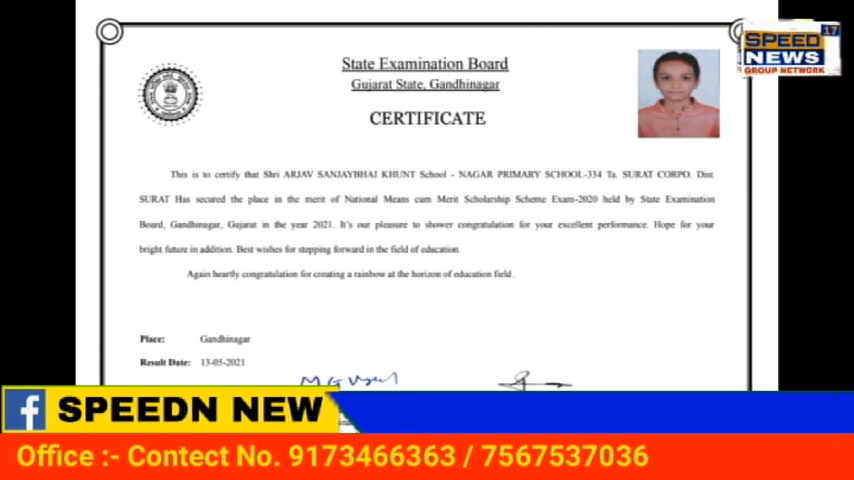 State Examination Board
Gujarat State, Gandhinagar
CERTIFICATE
17
SPEED
NEWS
GROUP NETWORK
This is to certify that Shri ARJAV SANJAYBHAI KHUNT School - NAGAR PRIMARY SCHOOL-334 Ta. SURAT CORPO. Dist.
SURAT Has secured the place in the merit of National Means cum Merit Scholarship Scheme Exam-2020 held by State Examination
Board, Gandhinagar, Gujarat in the year 2021. It's our pleasure to shower congratulation for your excellent performance. Hope for your
bright future in addition. Best wishes for stepping forward in the field of education.
Again heartly congratulation for creating a rainbow at the horizon of education field.
Place: Gandhinagar
Result Date: 13-05-2021
f SPEEDN NEW
Office :- Contect No. 9173466363 / 7567537036